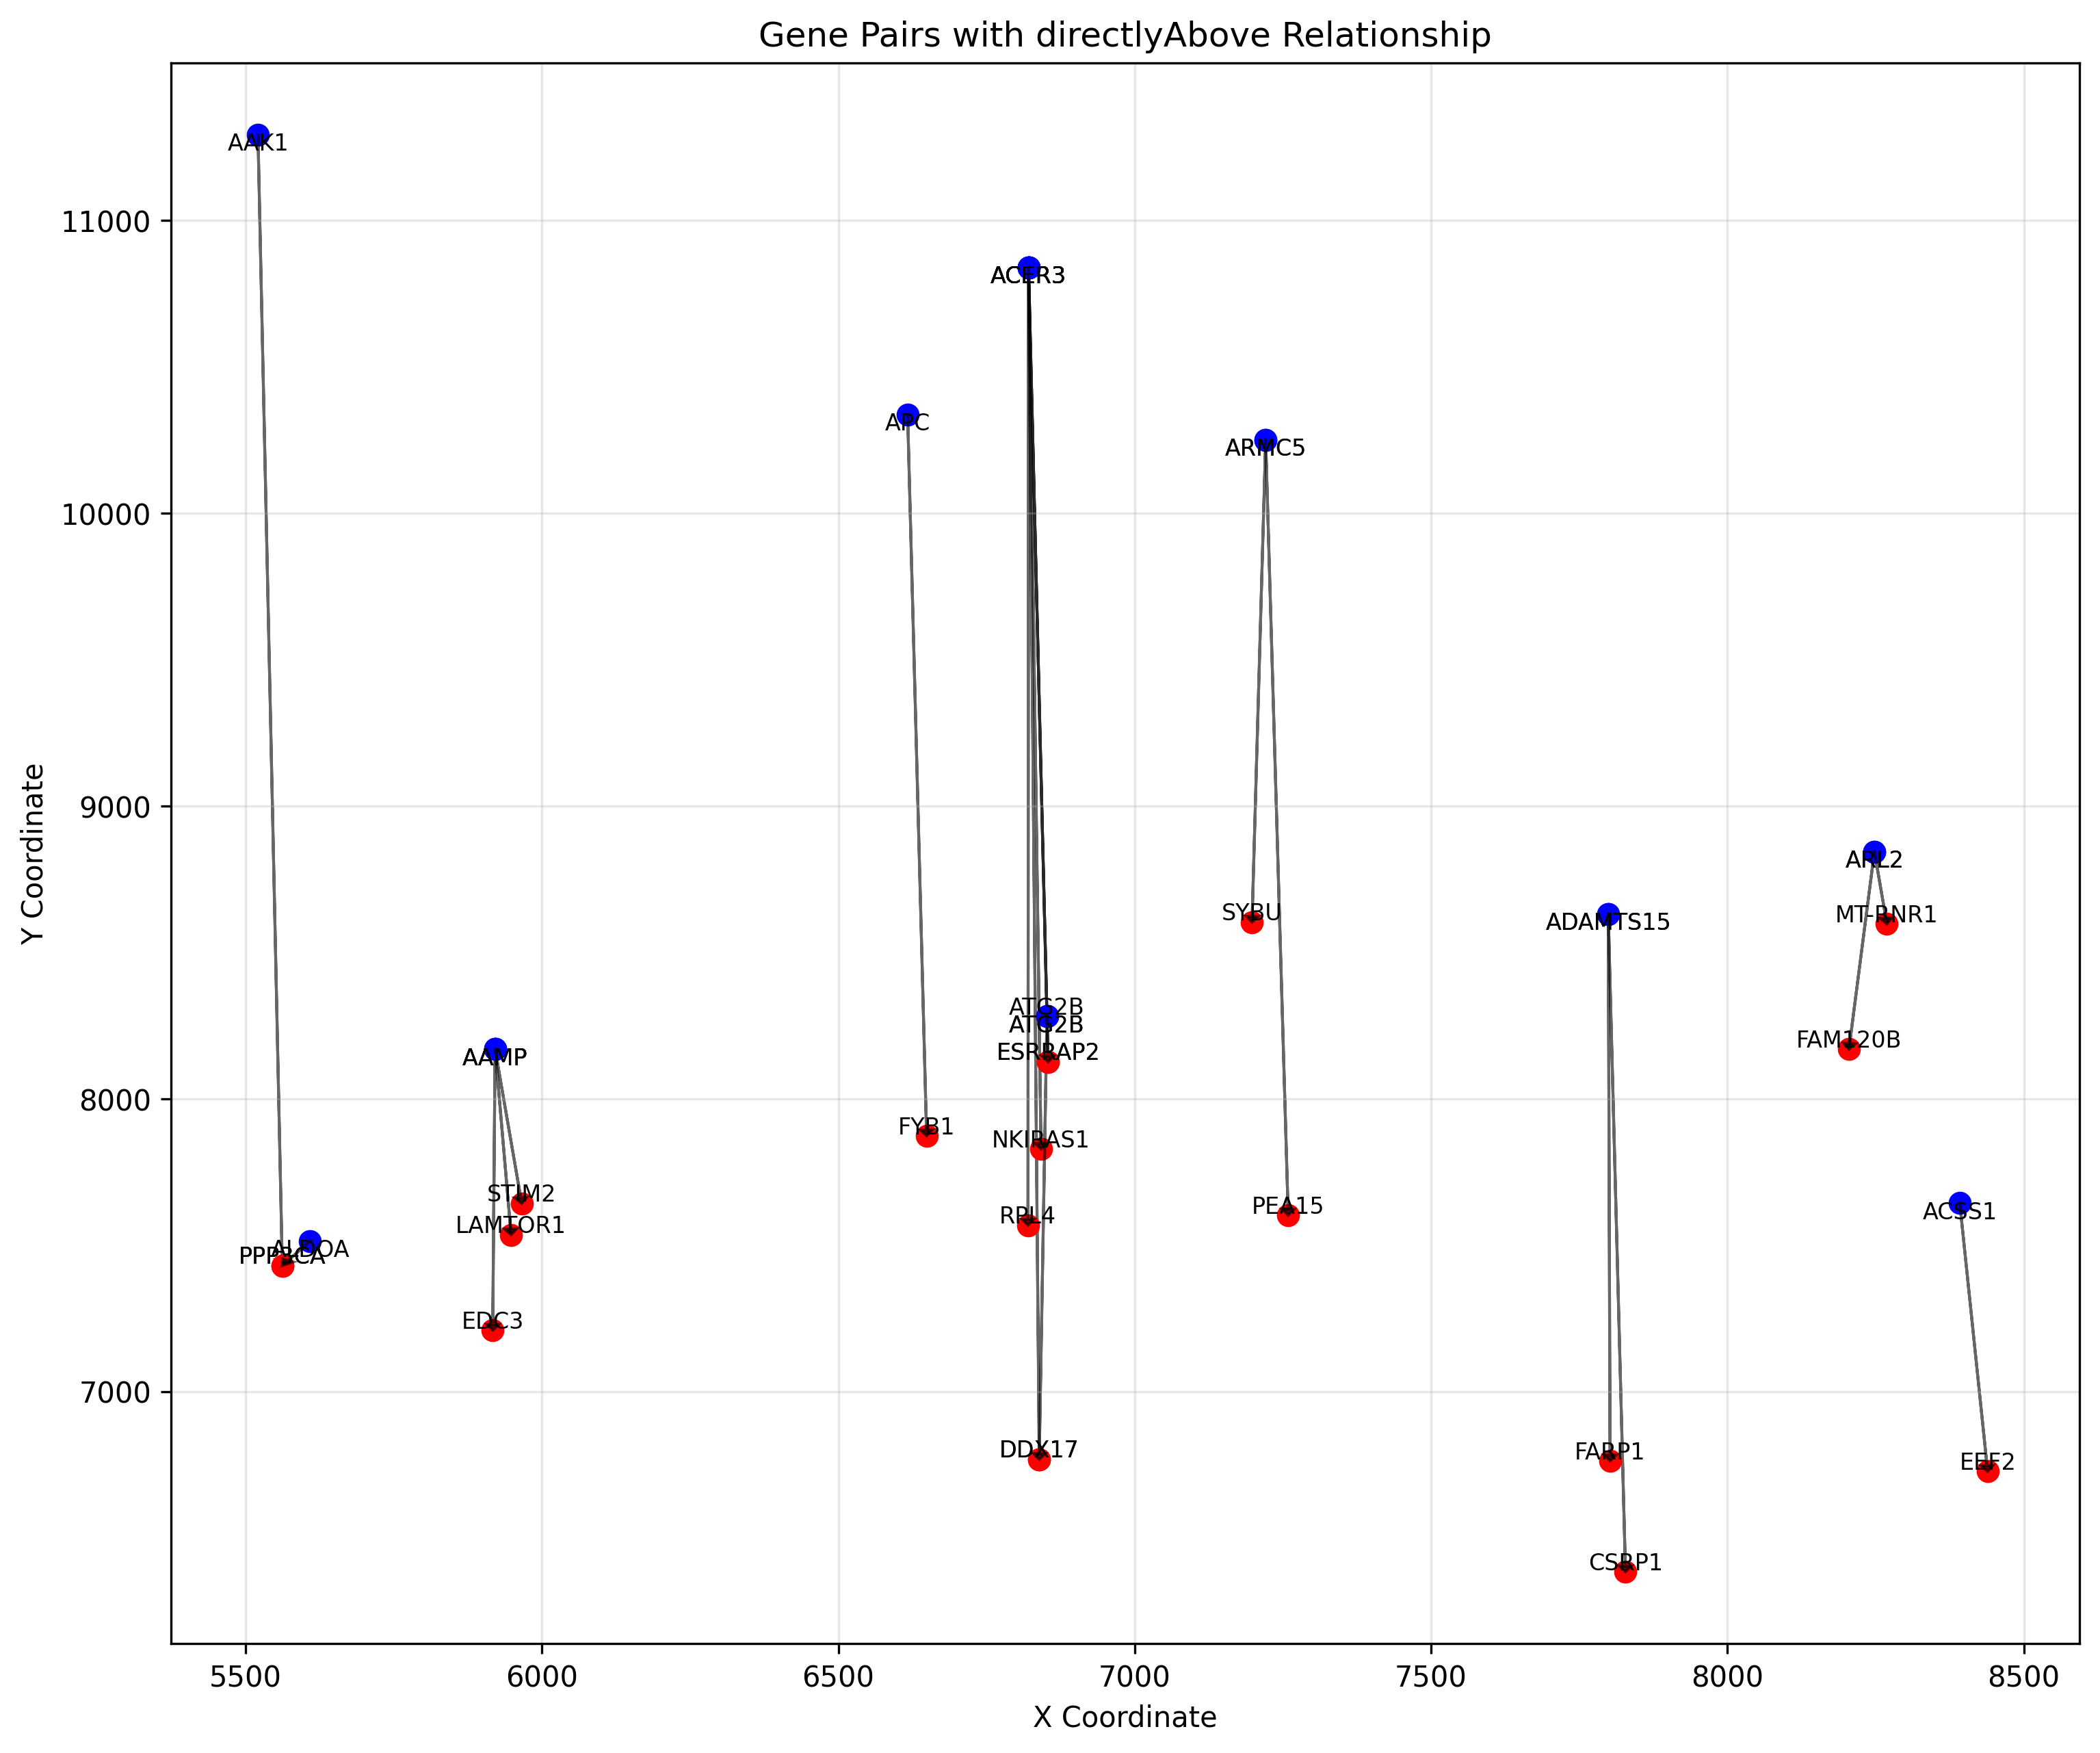 Gene Pairs with directlyAbove Relationship
Y Coordinate
11000
10000
9000
8000
7000
AAK1
ACER3
APC
ARMC5
ARL2
MT-RNR1
SYBU
ADAMTS15
ATG2B
ATG2B
ESRRAP2
FAM120B
AAMP
FYB1
NKIRAS1
STIM2
LAMTOR1
RPL4
PEA15
ACSS1
ALDOA
PPP3CA
EDC3
DDX17
EEF2
CSRP1
5500
6000
6500
7000
7500
8000
8500
X Coordinate